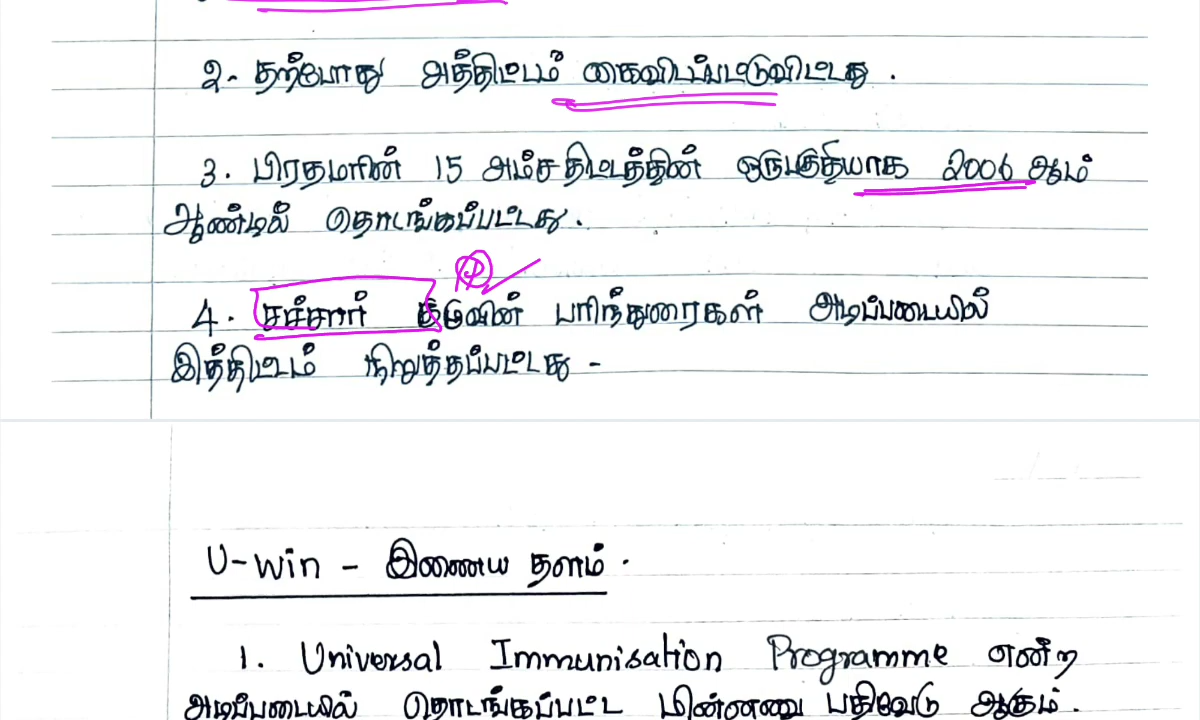 2. தற்போது அத்திட்டம் கைவிடப்பட்டுவிட்டது.
3. பிரதமரின் 15 அம்ச திட்டத்தின் ஒருபகுதியாக 2006 ஆம்
ஆண்டில் தொடங்கப்பட்டது.
4. சச்சார் குழுவின் பரிந்துரைகள் அடிப்படையில்
இத்திட்டம் நிறுத்தப்பட்டது -
U-win - இணைய தளம்.
1. Universal Immunisation Programme என்ற
அடிப்படையில் தொடங்கப்பட்ட மின்னணு பதிவேடு ஆகும்.